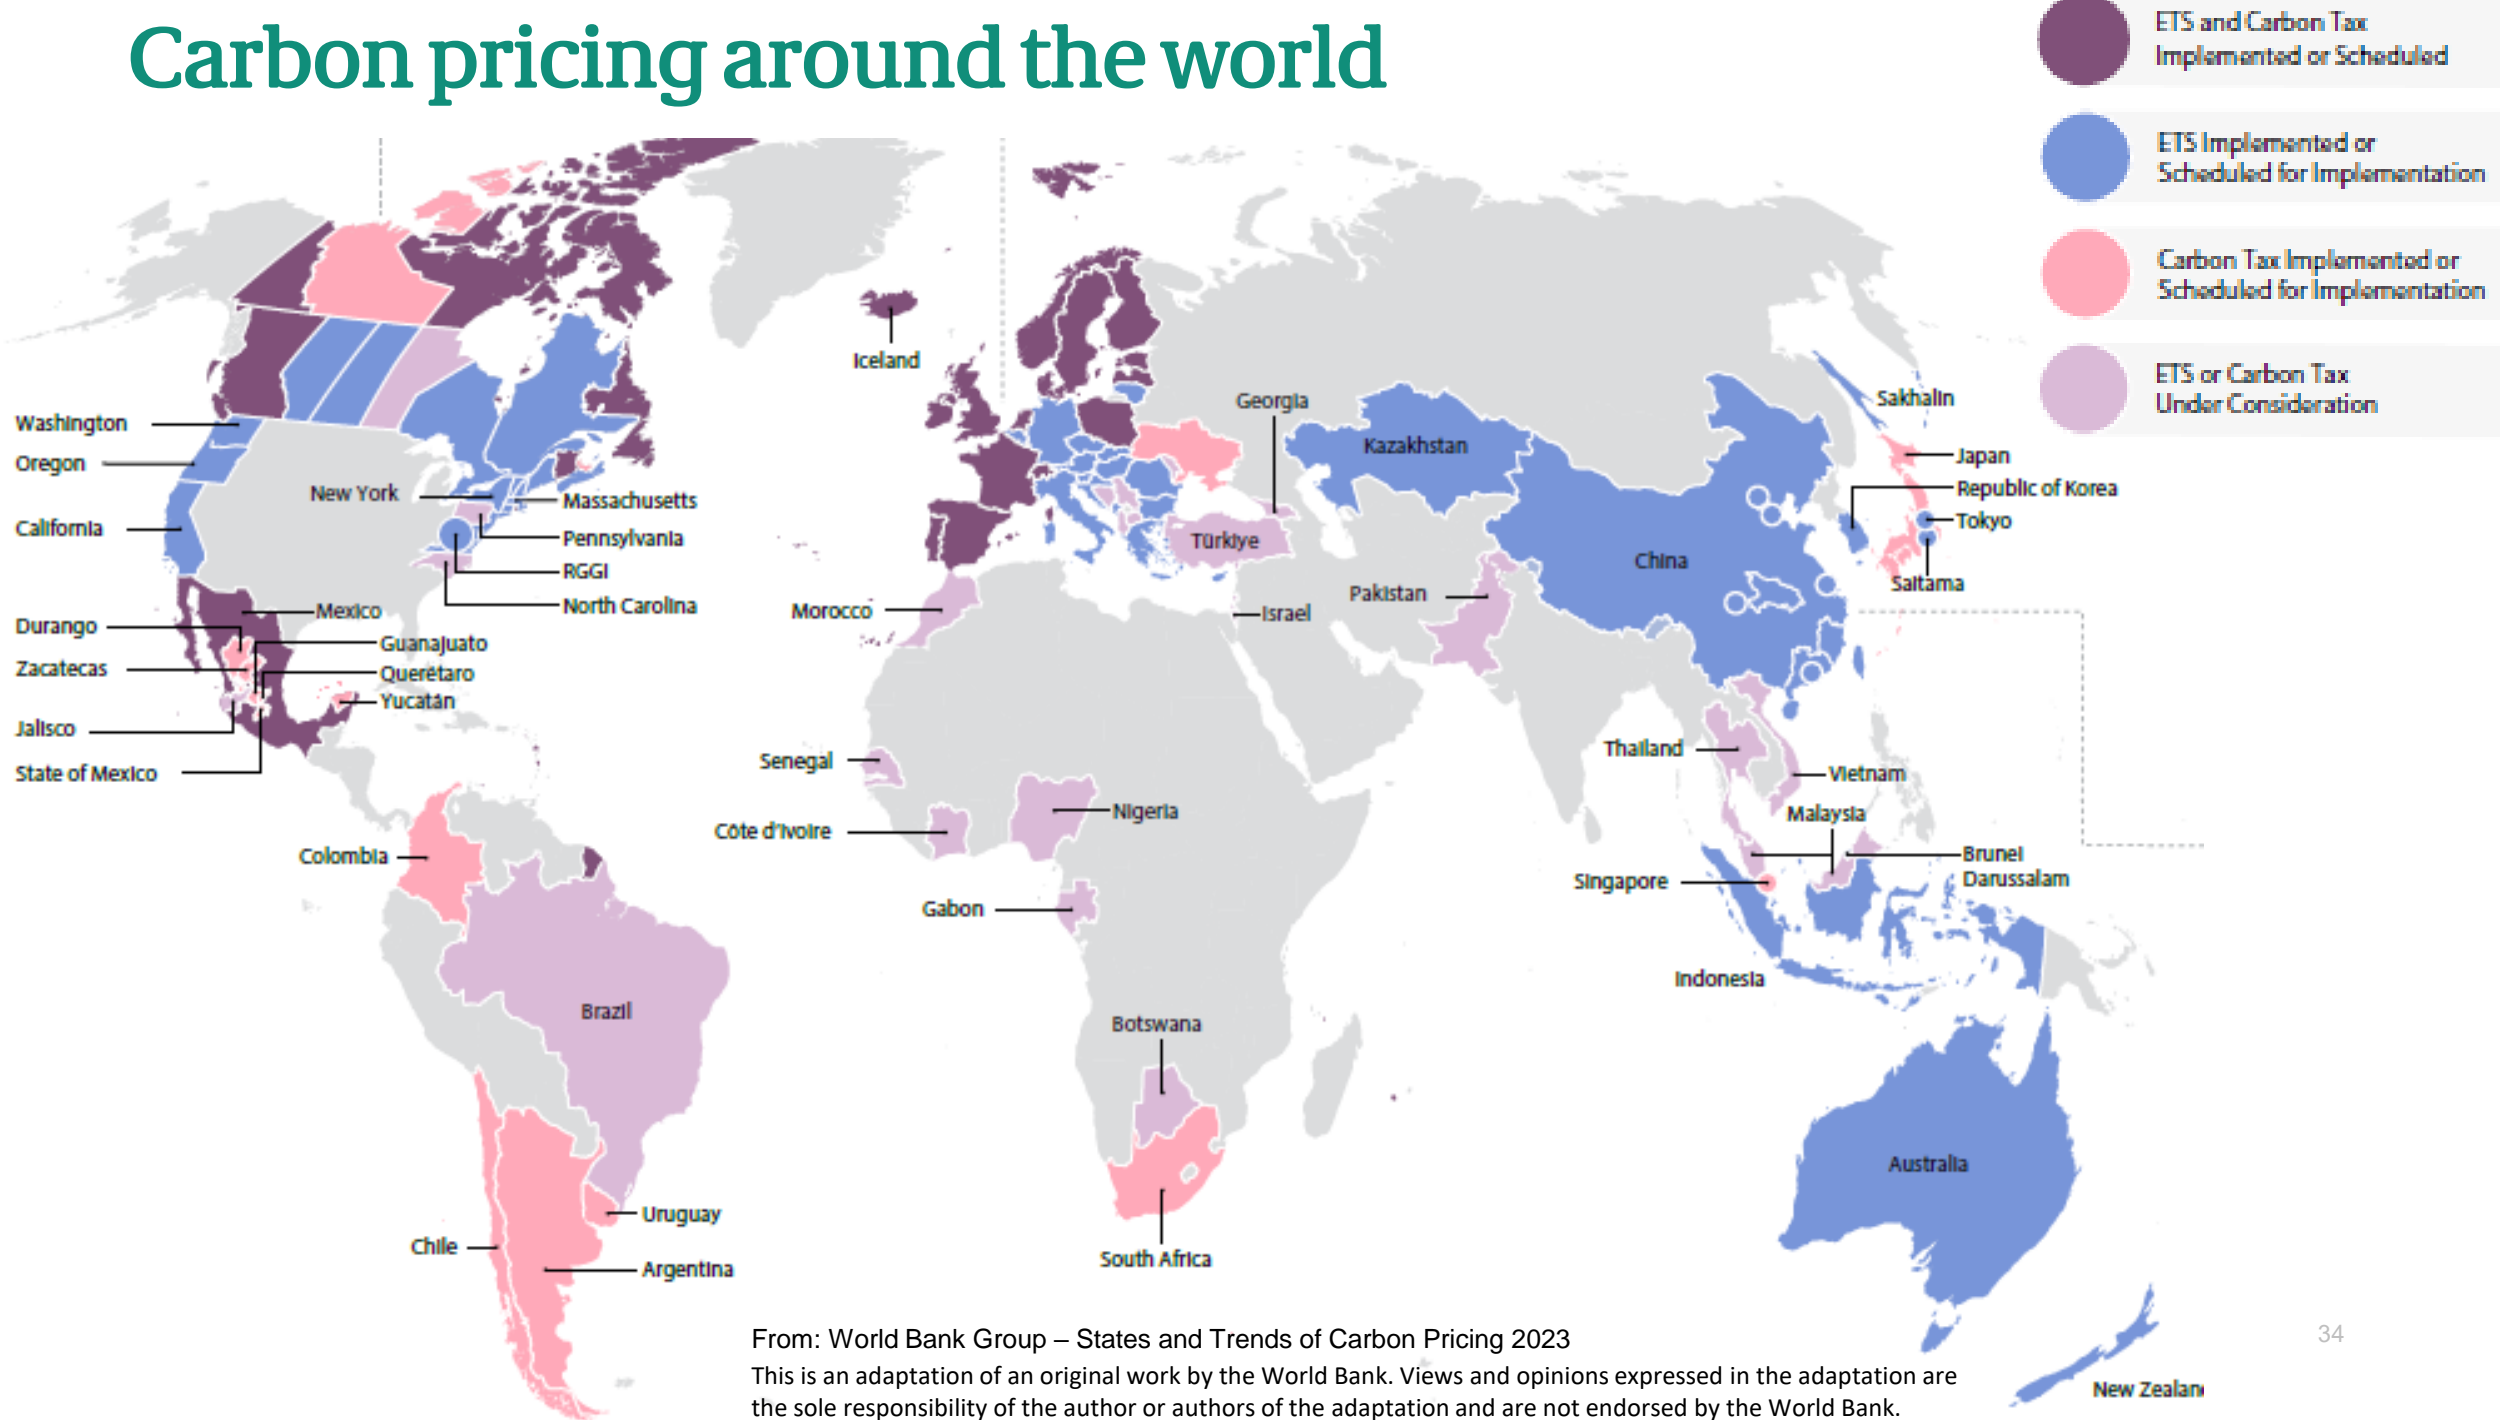 Carbon pricing around the world
ETS and Carbon Tax
Implemented or Scheduled
ETS Implemented or
Scheduled for Implementation
Carbon Tax Implemented or
Scheduled for Implementation
ETS or Carbon Tax
Under Consideration
Iceland
Washington
Oregon
California
New York
Massachusetts
Pennsylvania
RGGI
North Carolina
Mexico
Durango
Guanajuato
Zacatecas
Querétaro
Yucatán
Jalisco
State of Mexico
Colombia
Brazil
Uruguay
Chile
Argentina
Georgia
Kazakhstan
Türkiye
Morocco
Israel
Pakistan
China
Sakhalin
Japan
Republic of Korea
Tokyo
Saitama
Senegal
Côte d'Ivoire
Nigeria
Gabon
Botswana
South Africa
Thailand
Vietnam
Malaysia
Singapore
Brunei
Darussalam
Indonesia
Australia
New Zealan
From: World Bank Group – States and Trends of Carbon Pricing 2023
This is an adaptation of an original work by the World Bank. Views and opinions expressed in the adaptation are
the sole responsibility of the author or authors of the adaptation and are not endorsed by the World Bank.
34